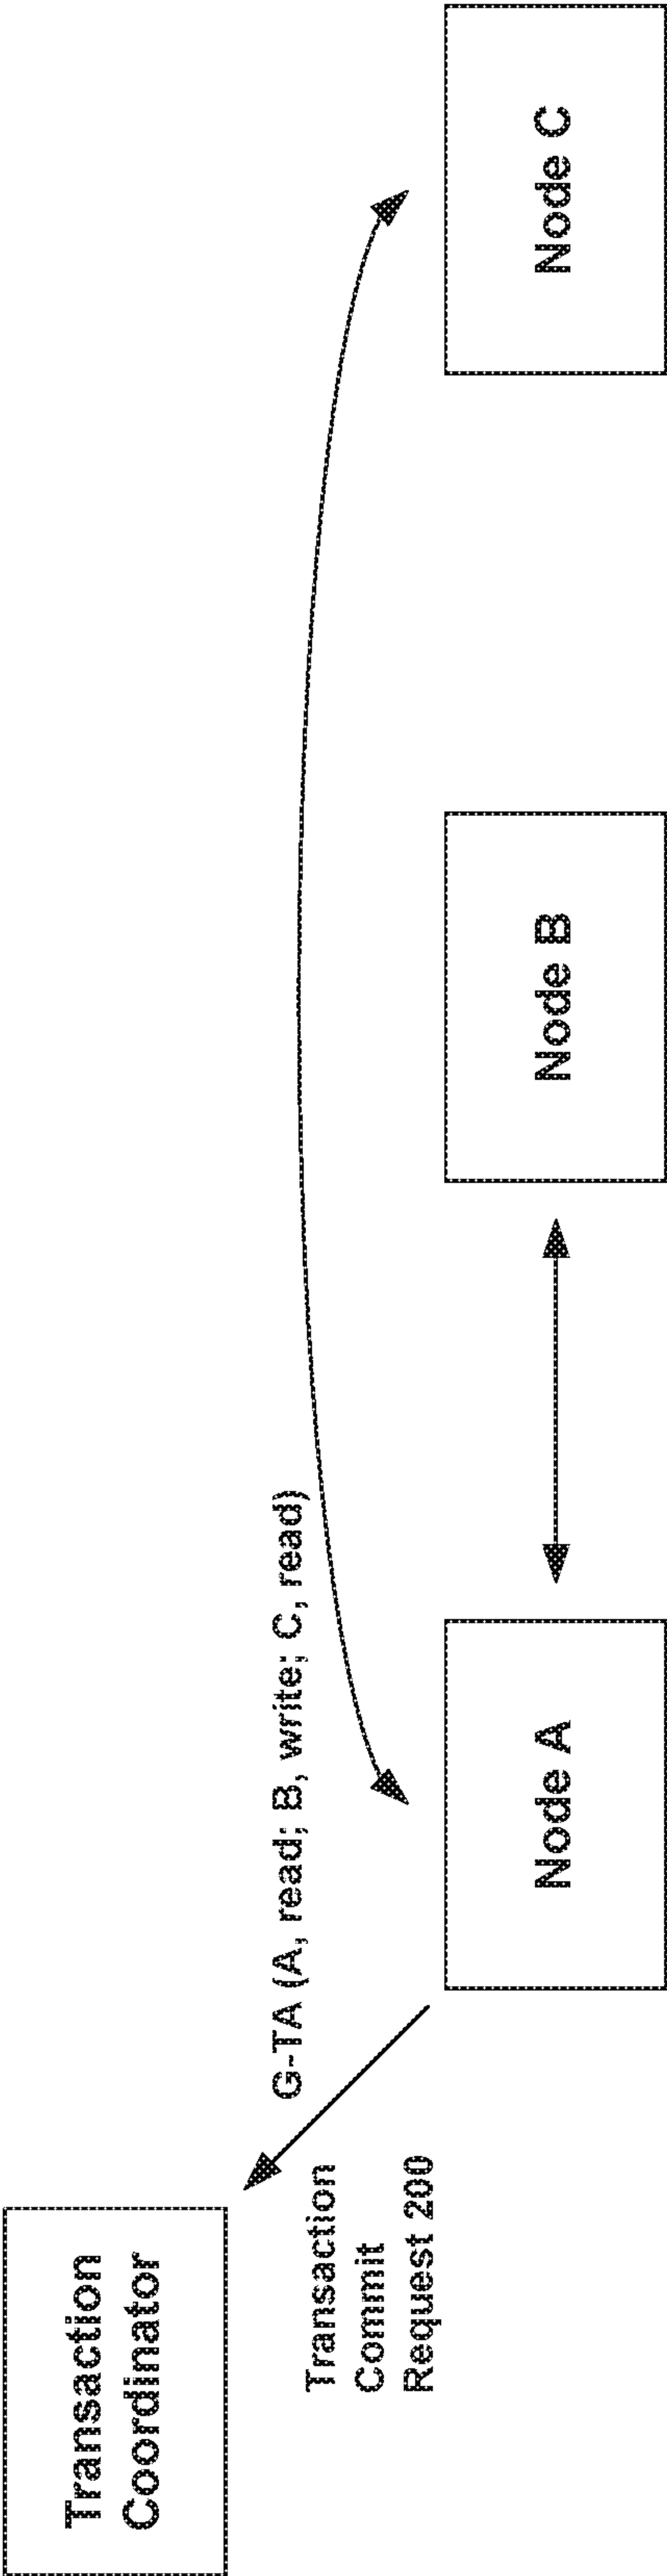 Transaction
Coordinator
G-TA (A, read; B, write; C, read)
Transaction
Commit
Request 200
Node A
Node B
Node C